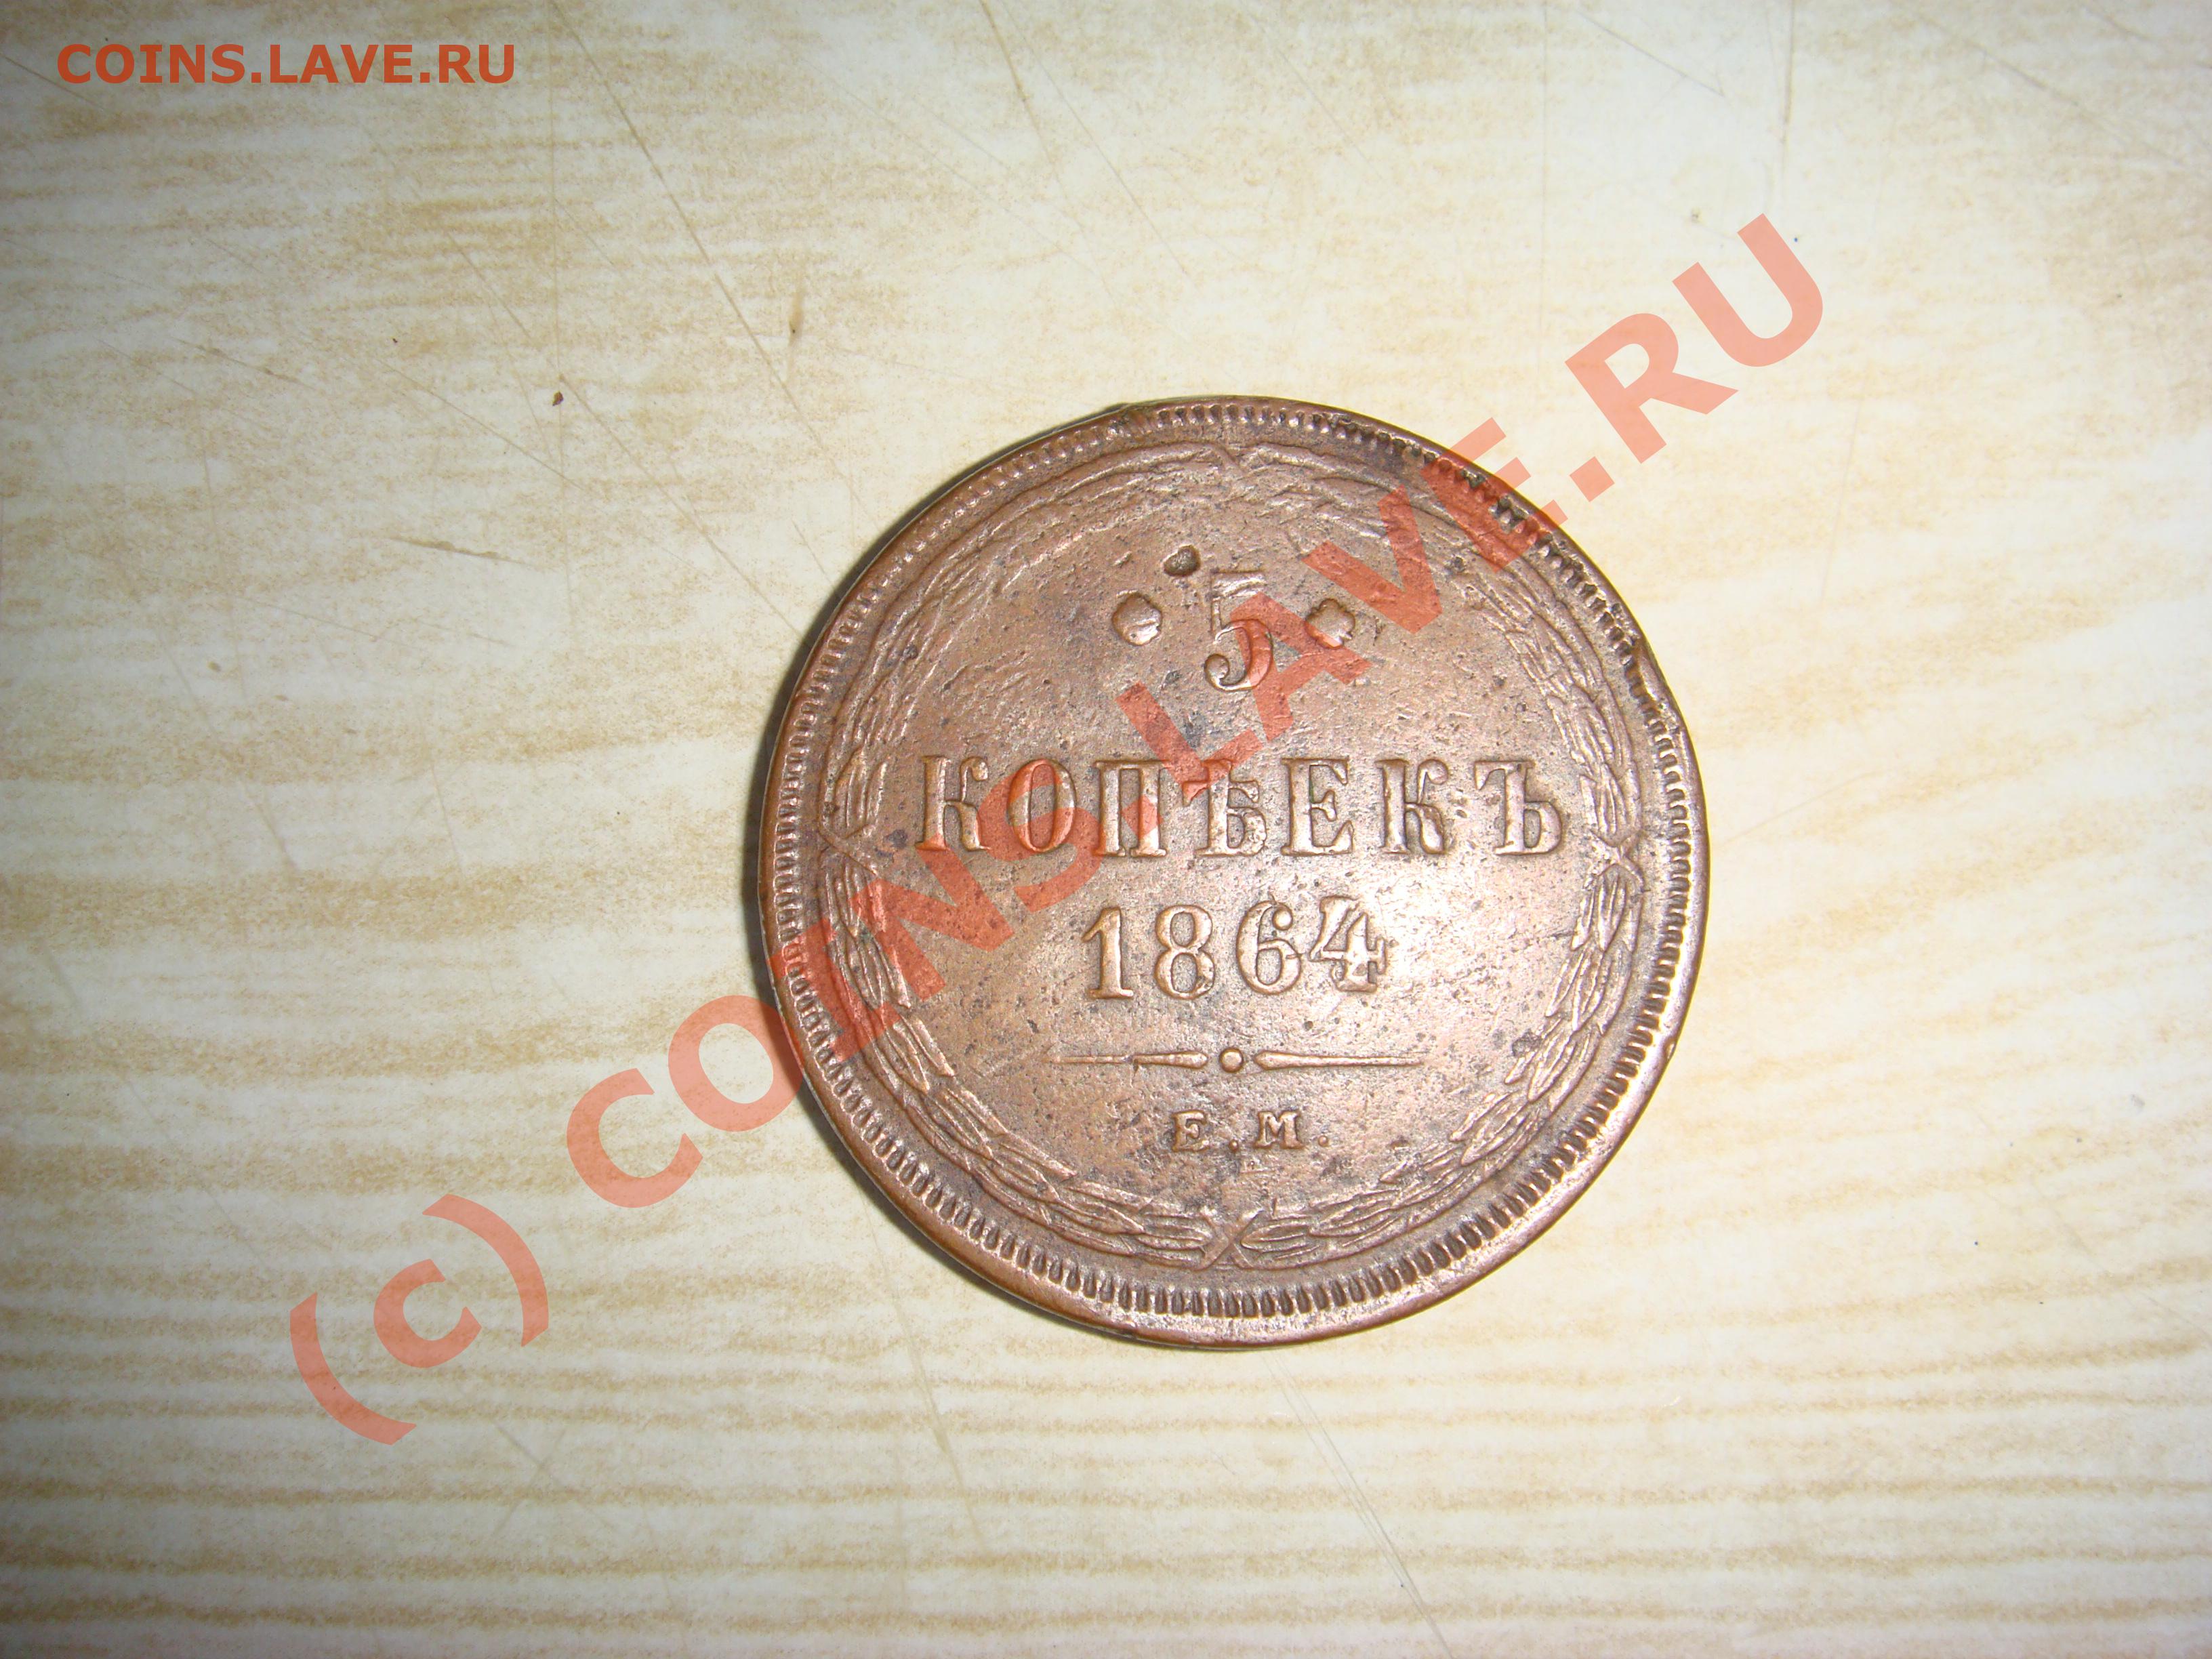 COINS.LAVE.RU
5
КОПѢЕКЪ
1864
Е.М.
(c) COINS.LAVE.RU